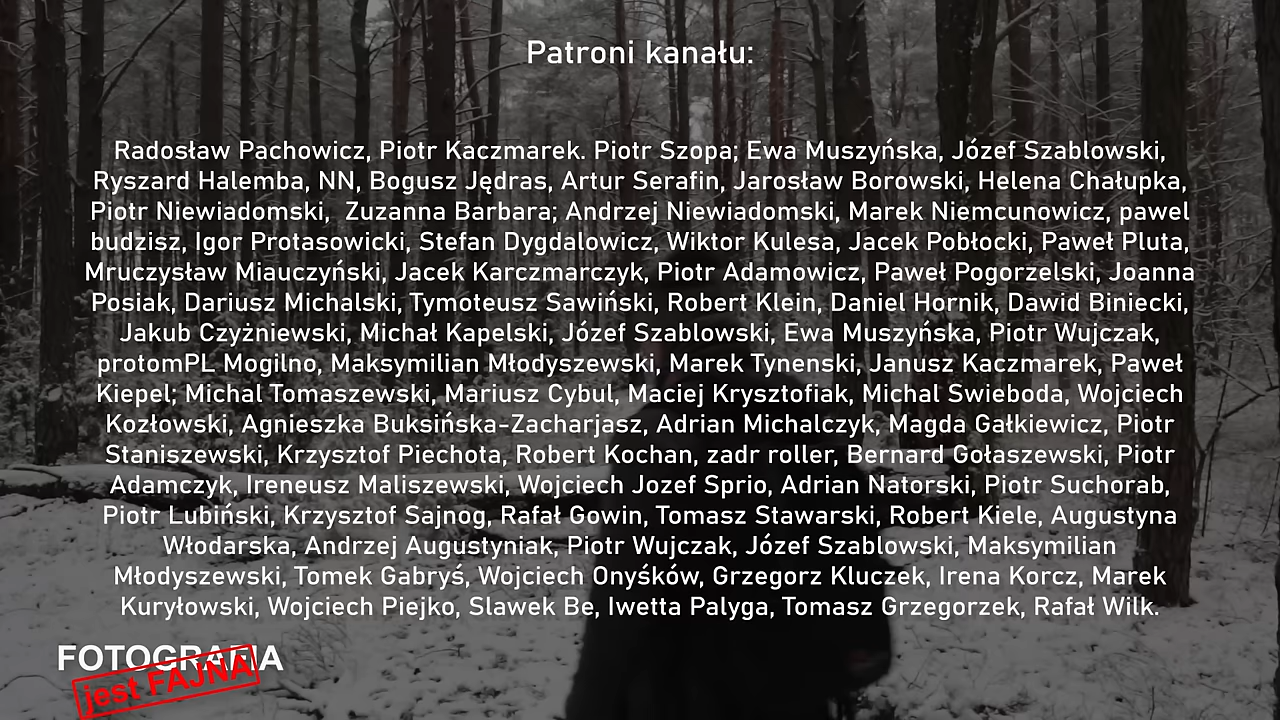 Patroni kanału:
Radosław Pachowicz, Piotr Kaczmarek. Piotr Szopa; Ewa Muszyńska, Józef Szablowski,
Ryszard Halemba, NN, Bogusz Jędras, Artur Serafin, Jarosław Borowski, Helena Chałupka,
Piotr Niewiadomski,  Zuzanna Barbara; Andrzej Niewiadomski, Marek Niemcunowicz, pawel
budzisz, Igor Protasowicki, Stefan Dygdalowicz, Wiktor Kulesa, Jacek Pobłocki, Paweł Pluta,
Mruczysław Miauczyński, Jacek Karczmarczyk, Piotr Adamowicz, Paweł Pogorzelski, Joanna
Posiak, Dariusz Michalski, Tymoteusz Sawiński, Robert Klein, Daniel Hornik, Dawid Biniecki,
Jakub Czyżniewski, Michał Kapelski, Józef Szablowski, Ewa Muszyńska, Piotr Wujczak,
protomPL Mogilno, Maksymilian Młodyszewski, Marek Tynenski, Janusz Kaczmarek, Paweł
Kiepel; Michal Tomaszewski, Mariusz Cybul, Maciej Krysztofiak, Michal Swieboda, Wojciech
Kozłowski, Agnieszka Buksińska-Zacharjasz, Adrian Michalczyk, Magda Gałkiewicz, Piotr
Staniszewski, Krzysztof Piechota, Robert Kochan, zadr roller, Bernard Gołaszewski, Piotr
Adamczyk, Ireneusz Maliszewski, Wojciech Jozef Sprio, Adrian Natorski, Piotr Suchorab,
Piotr Lubiński, Krzysztof Sajnog, Rafał Gowin, Tomasz Stawarski, Robert Kiele, Augustyna
Włodarska, Andrzej Augustyniak, Piotr Wujczak, Józef Szablowski, Maksymilian
Młodyszewski, Tomek Gabryś, Wojciech Onyśków, Grzegorz Kluczek, Irena Korcz, Marek
Kuryłowski, Wojciech Piejko, Slawek Be, Iwetta Palyga, Tomasz Grzegorzek, Rafał Wilk.
FOTOGRAFIA
jest FAJNA